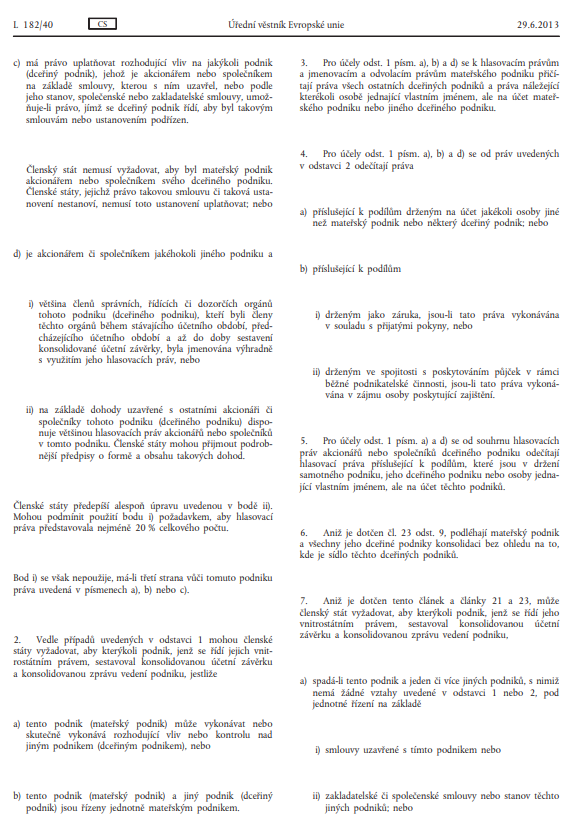 L 182/40
CS
Úřední věstník Evropské unie
29.6.2013
c) má právo uplatňovat rozhodující vliv na jakýkoli podnik
(dceřiný podnik), jehož je akcionářem nebo společníkem
na základě smlouvy, kterou s ním uzavřel, nebo podle
jeho stanov, společenské nebo zakladatelské smlouvy, umož-
ňuje-li právo, jímž se dceřiný podnik řídí, aby byl takovým
smlouvám nebo ustanovením podřízen.
Členský stát nemusí vyžadovat, aby byl mateřský podnik
akcionářem nebo společníkem svého dceřiného podniku.
Členské státy, jejichž právo takovou smlouvu či taková usta-
novení nestanoví, nemusí toto ustanovení uplatňovat; nebo
d) je akcionářem či společníkem jakéhokoli jiného podniku a
i) většina členů správních, řídících či dozorčích orgánů
tohoto podniku (dceřiného podniku), kteří byli členy
těchto orgánů během stávajícího účetního období, před-
cházejícího účetního období a až do doby sestavení
konsolidované účetní závěrky, byla jmenována výhradně
s využitím jeho hlasovacích práv, nebo
ii) na základě dohody uzavřené s ostatními akcionáři či
společníky tohoto podniku (dceřiného podniku) dispo-
nuje většinou hlasovacích práv akcionářů nebo společníků
v tomto podniku. Členské státy mohou přijmout podrob-
nější předpisy o formě a obsahu takových dohod.
Členské státy předepíší alespoň úpravu uvedenou v bodě ii).
Mohou podmínit použití bodu i) požadavkem, aby hlasovací
práva představovala nejméně 20 % celkového počtu.
Bod i) se však nepoužije, má-li třetí strana vůči tomuto podniku
práva uvedená v písmenech a), b) nebo c).
2. Vedle případů uvedených v odstavci 1 mohou členské
státy vyžadovat, aby kterýkoli podnik, jenž se řídí jejich vnit-
rostátním právem, sestavoval konsolidovanou účetní závěrku
a konsolidovanou zprávu vedení podniku, jestliže
a) tento podnik (mateřský podnik) může vykonávat nebo
skutečně vykonává rozhodující vliv nebo kontrolu nad
jiným podnikem (dceřiným podnikem), nebo
b) tento podnik (mateřský podnik) a jiný podnik (dceřiný
podnik) jsou řízeny jednotně mateřským podnikem.
3. Pro účely odst. 1 písm. a), b) a d) se k hlasovacím právům
a jmenovacím a odvolacím právům mateřského podniku přičí-
tají práva všech ostatních dceřiných podniků a práva náležející
kterékoli osobě jednající vlastním jménem, ale na účet mateř-
ského podniku nebo jiného dceřiného podniku.
4. Pro účely odst. 1 písm. a), b) a d) se od práv uvedených
v odstavci 2 odečítají práva
a) příslušející k podílům drženým na účet jakékoli osoby jiné
než mateřský podnik nebo některý dceřiný podnik; nebo
b) příslušející k podílům
i) drženým jako záruka, jsou-li tato práva vykonávána
v souladu s přijatými pokyny, nebo
ii) drženým ve spojitosti s poskytováním půjček v rámci
běžné podnikatelské činnosti, jsou-li tato práva vykoná-
vána v zájmu osoby poskytující zajištění.
5. Pro účely odst. 1 písm. a) a d) se od souhrnu hlasovacích
práv akcionářů nebo společníků dceřiného podniku odečítají
hlasovací práva příslušející k podílům, které jsou v držení
samotného podniku, jeho dceřiného podniku nebo osoby jedna-
jící vlastním jménem, ale na účet těchto podniků.
6. Aniž je dotčen čl. 23 odst. 9, podléhají mateřský podnik
a všechny jeho dceřiné podniky konsolidaci bez ohledu na to,
kde je sídlo těchto dceřiných podniků.
7. Aniž je dotčen tento článek a články 21 a 23, může
členský stát vyžadovat, aby kterýkoli podnik, jenž se řídí jeho
vnitrostátním právem, sestavoval konsolidovanou účetní
závěrku a konsolidovanou zprávu vedení podniku,
a) spadá-li tento podnik a jeden či více jiných podniků, s nimiž
nemá žádné vztahy uvedené v odstavci 1 nebo 2, pod
jednotné řízení na základě
i) smlouvy uzavřené s tímto podnikem nebo
ii) zakladatelské či společenské smlouvy nebo stanov těchto
jiných podniků; nebo